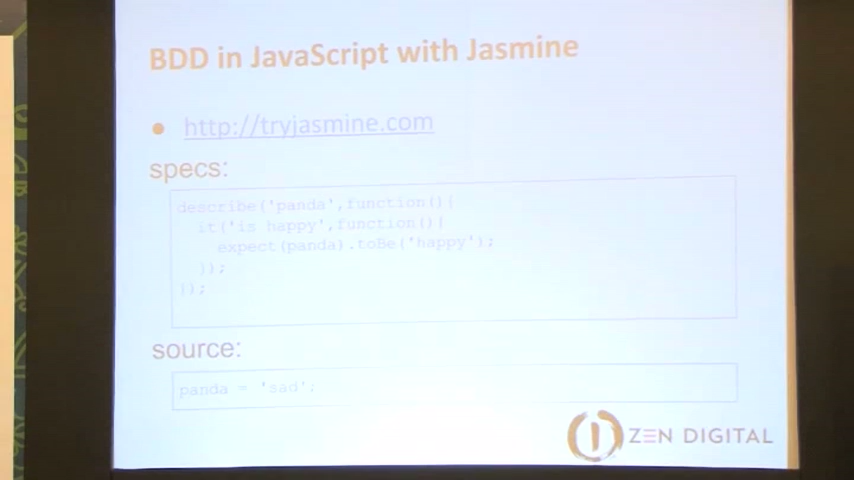 BDD in JavaScript with Jasmine
● http://tryjasmine.com
specs:
describe('panda',function(){
it('is happy',function(){
expect(panda).toBe('happy');
});
});
source:
panda = 'sad';
ZEN DIGITAL